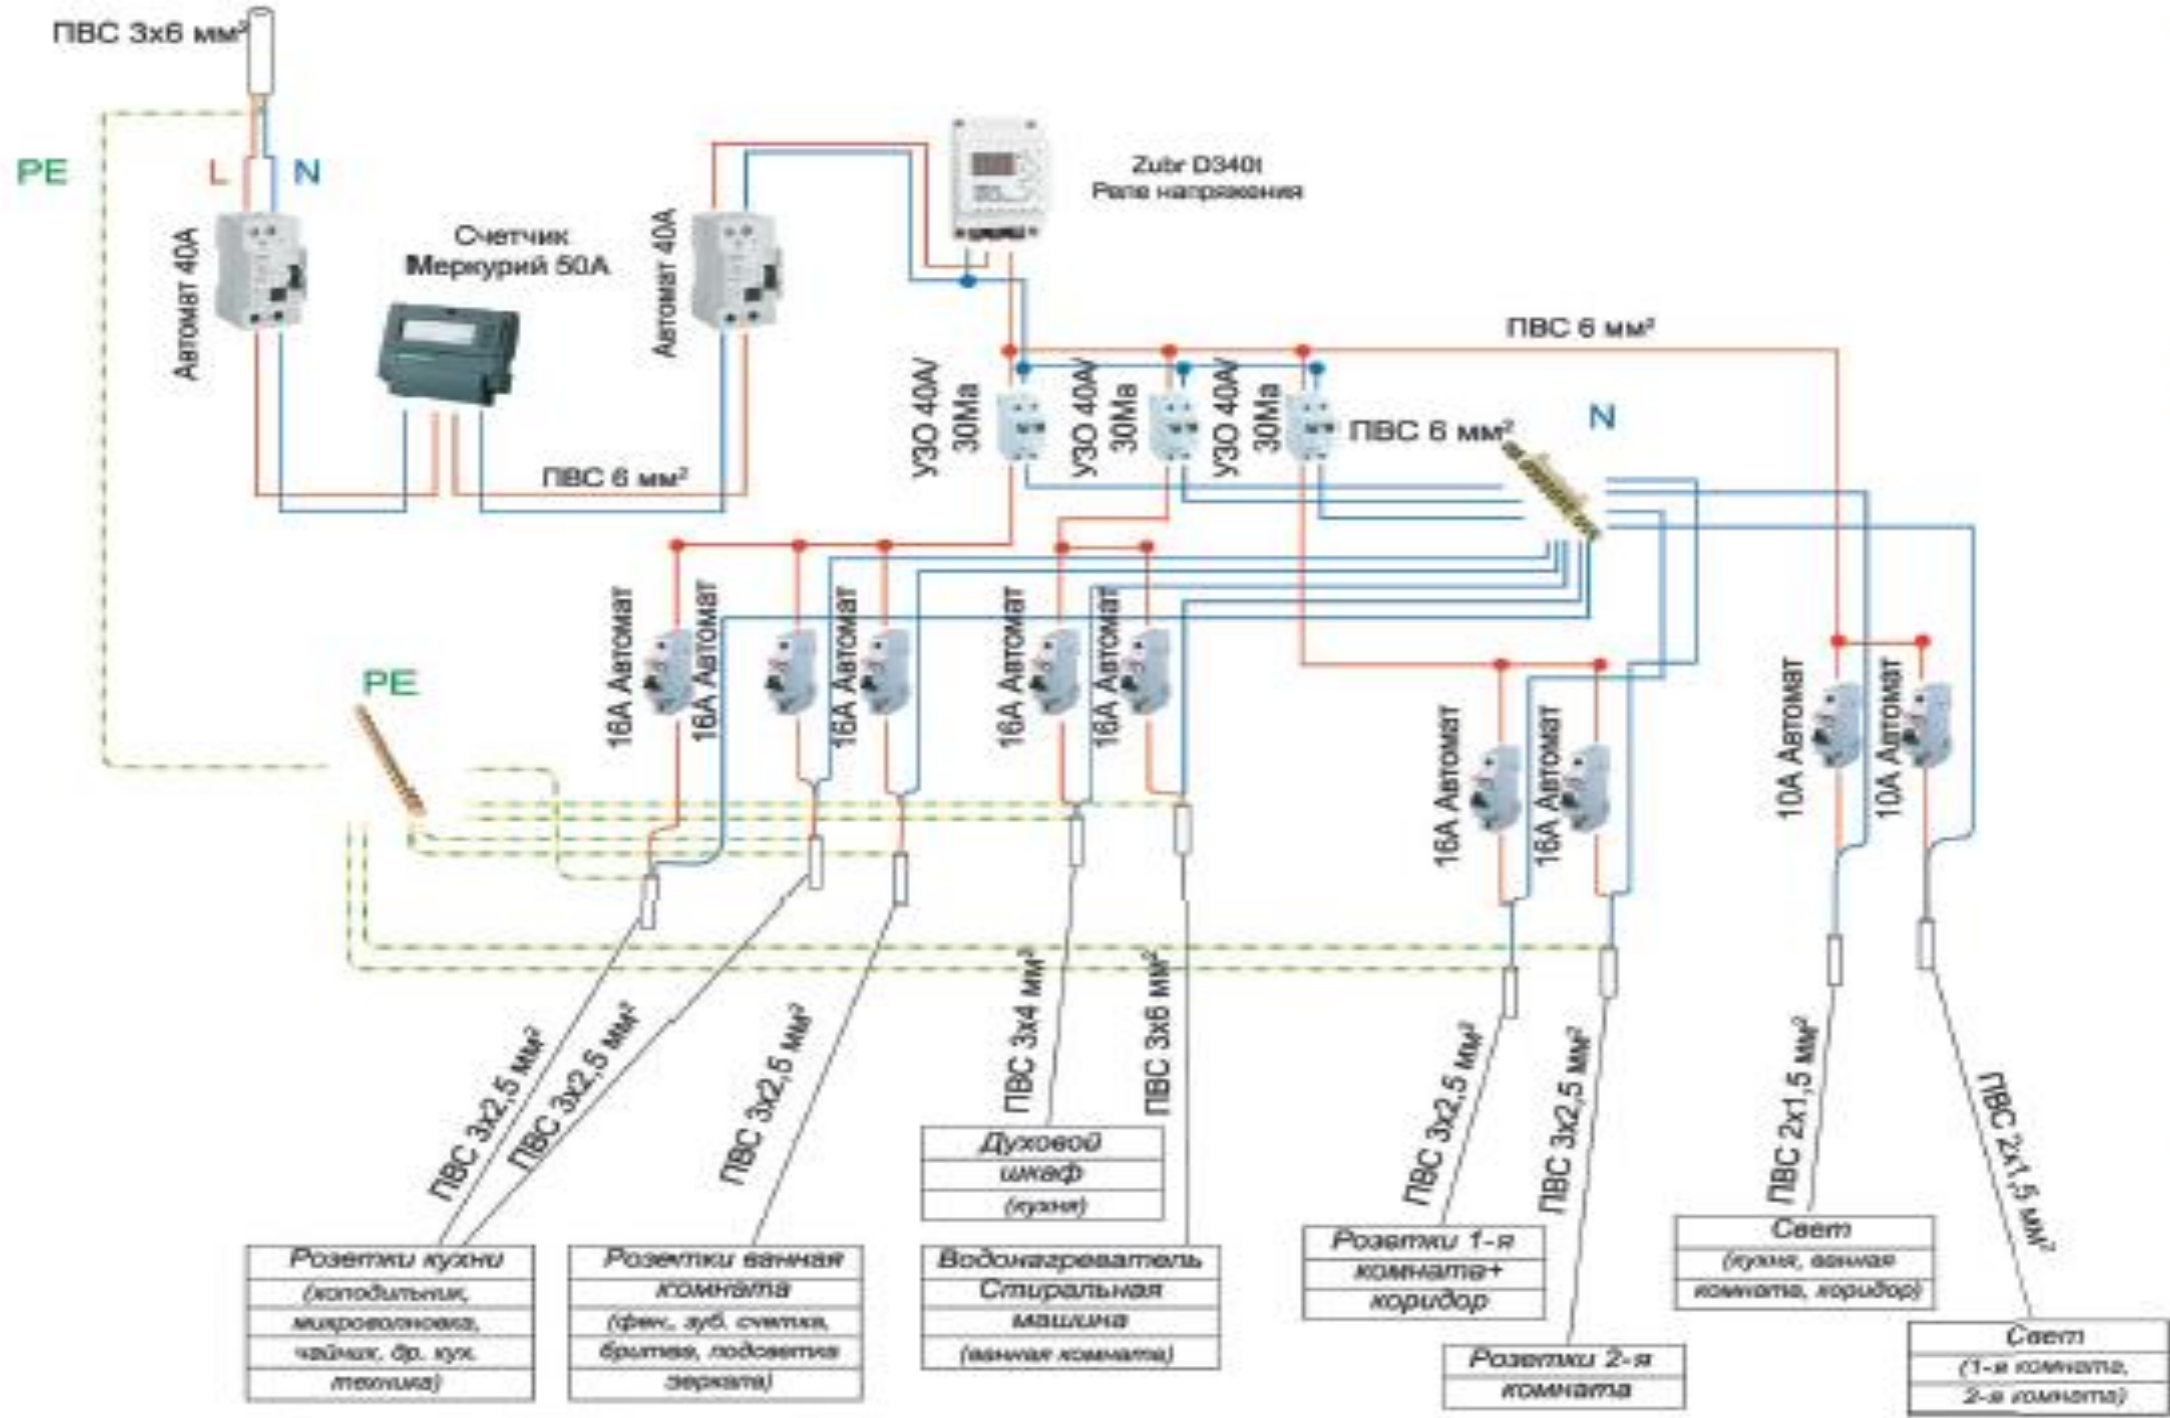 ПВС 3х6 мм²
PE
L
N
Автомат 40А
Счетчик
Меркурий 50А
Автомат 40А
Zubr D340t
Реле напряжения
ПВС 6 мм²
ПВС 6 мм²
УЗО 40А/
30Ма
УЗО 40А/
30Ма
УЗО 40А/
30Ма
ПВС 6 мм²
N
PE
16А Автомат
16А Автомат
16А Автомат
16А Автомат
16А Автомат
16А Автомат
16А Автомат
10А Автомат
10А Автомат
ПВС 3х2,5 мм²
ПВС 3х2,5 мм²
ПВС 3х2,5 мм²
ПВС 3х4 мм²
ПВС 3х6 мм²
ПВС 3х2,5 мм²
ПВС 3х2,5 мм²
ПВС 2х1,5 мм²
ПВС 2х1,5 мм²
Розетки кухни
(холодильник,
микроволновка,
чайник, др. кух.
техника)
Розетки ванная
комната
(фен., зуб. счетка,
бритва, подсветка
зерката)
Духовой
шкаф
(кухня)
Водонагреватель
Стиральная
машина
(ванная комната)
Розетки 1-я
комната+
коридор
Розетки 2-я
комната
Свет
(кухня, ванная
комната, коридор)
Свет
(1-я комната,
2-я комната)